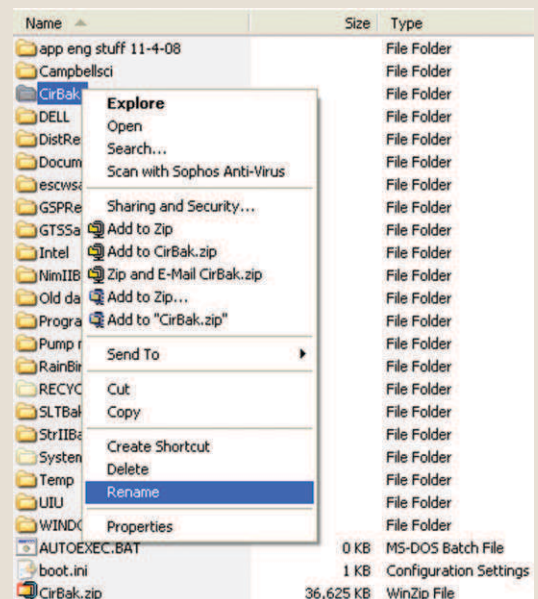 Name Size Type
app eng stuff 11-4-08 File Folder
Campbellsci File Folder
CirBak File Folder
DELL File Folder
DistRe File Folder
Docum File Folder
escwsa File Folder
GSPRe File Folder
GTSSa File Folder
Intel File Folder
NimIIB File Folder
Old da File Folder
Progra File Folder
Pump File Folder
RainBir File Folder
RECYC File Folder
SLTBak File Folder
StrIIBa File Folder
System File Folder
Temp File Folder
UIU File Folder
WINDO File Folder
AUTOEXEC.BAT 0 KB MS-DOS Batch File
boot.ini 1 KB Configuration Settings
CirBak.zip 36,625 KB WinZip File
Explore
Open
Search...
Scan with Sophos Anti-Virus
Sharing and Security...
Add to Zip
Add to CirBak.zip
Zip and E-Mail CirBak.zip
Add to Zip...
Add to "CirBak.zip"
Send To
Cut
Copy
Create Shortcut
Delete
Rename
Properties